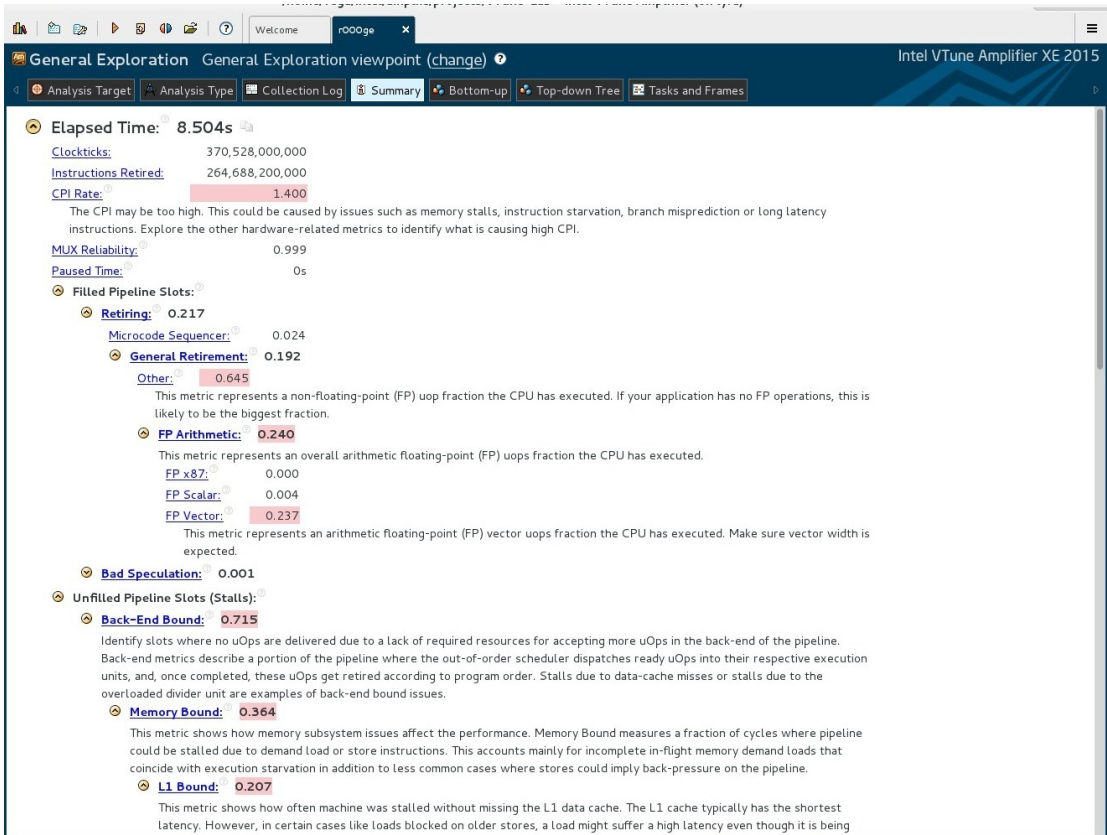 Welcome
r000ge
General Exploration General Exploration viewpoint (change)
Intel VTune Amplifier XE 2015
Analysis Target
Analysis Type
Collection Log
Summary
Bottom-up
Top-down Tree
Tasks and Frames
Elapsed Time: 8.504s
Clockticks: 370,528,000,000
Instructions Retired: 264,688,200,000
CPI Rate: 1.400
The CPI may be too high. This could be caused by issues such as memory stalls, instruction starvation, branch misprediction or long latency
instructions. Explore the other hardware-related metrics to identify what is causing high CPI.
MUX Reliability: 0.999
Paused Time: 0s
Filled Pipeline Slots:
Retiring: 0.217
Microcode Sequencer: 0.024
General Retirement: 0.192
Other: 0.645
This metric represents a non-floating-point (FP) uop fraction the CPU has executed. If your application has no FP operations, this is
likely to be the biggest fraction.
FP Arithmetic: 0.240
This metric represents an overall arithmetic floating-point (FP) uops fraction the CPU has executed.
FP x87: 0.000
FP Scalar: 0.004
FP Vector: 0.237
This metric represents an arithmetic floating-point (FP) vector uops fraction the CPU has executed. Make sure vector width is
expected.
Bad Speculation: 0.001
Unfilled Pipeline Slots (Stalls):
Back-End Bound: 0.715
Identify slots where no uOps are delivered due to a lack of required resources for accepting more uOps in the back-end of the pipeline.
Back-end metrics describe a portion of the pipeline where the out-of-order scheduler dispatches ready uOps into their respective execution
units, and, once completed, these uOps get retired according to program order. Stalls due to data-cache misses or stalls due to the
overloaded divider unit are examples of back-end bound issues.
Memory Bound: 0.364
This metric shows how memory subsystem issues affect the performance. Memory Bound measures a fraction of cycles where pipeline
could be stalled due to demand load or store instructions. This accounts mainly for incomplete in-flight memory demand loads that
coincide with execution starvation in addition to less common cases where stores could imply back-pressure on the pipeline.
L1 Bound: 0.207
This metric shows how often machine was stalled without missing the L1 data cache. The L1 cache typically has the shortest
latency. However, in certain cases like loads blocked on older stores, a load might suffer a high latency even though it is being